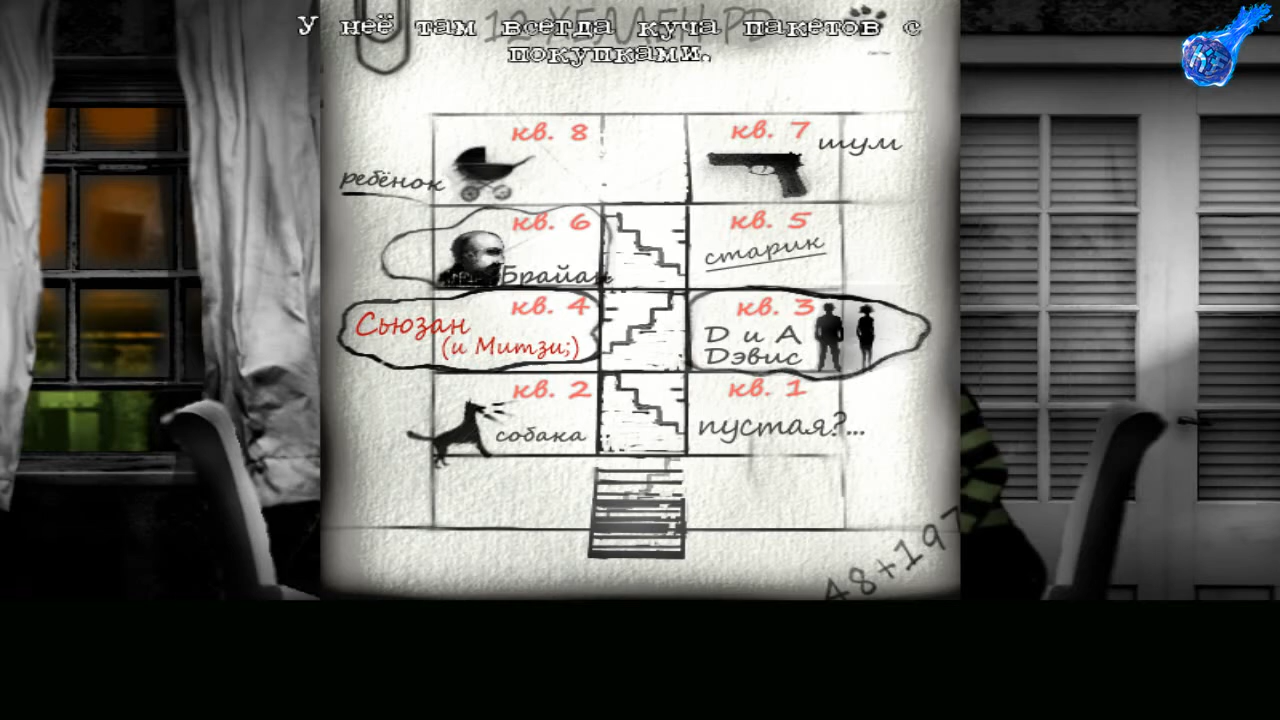 У неё там всегда куча пакетов с
покупками.
кв. 8
кв. 7
шум
ребёнок
кв. 6
кв. 5
старик
Брайан
кв. 4
кв. 3
Сьюзан
(и Митзи;)
D и А
Дэвис
кв. 2
кв. 1
собака
пустая?...
48+197